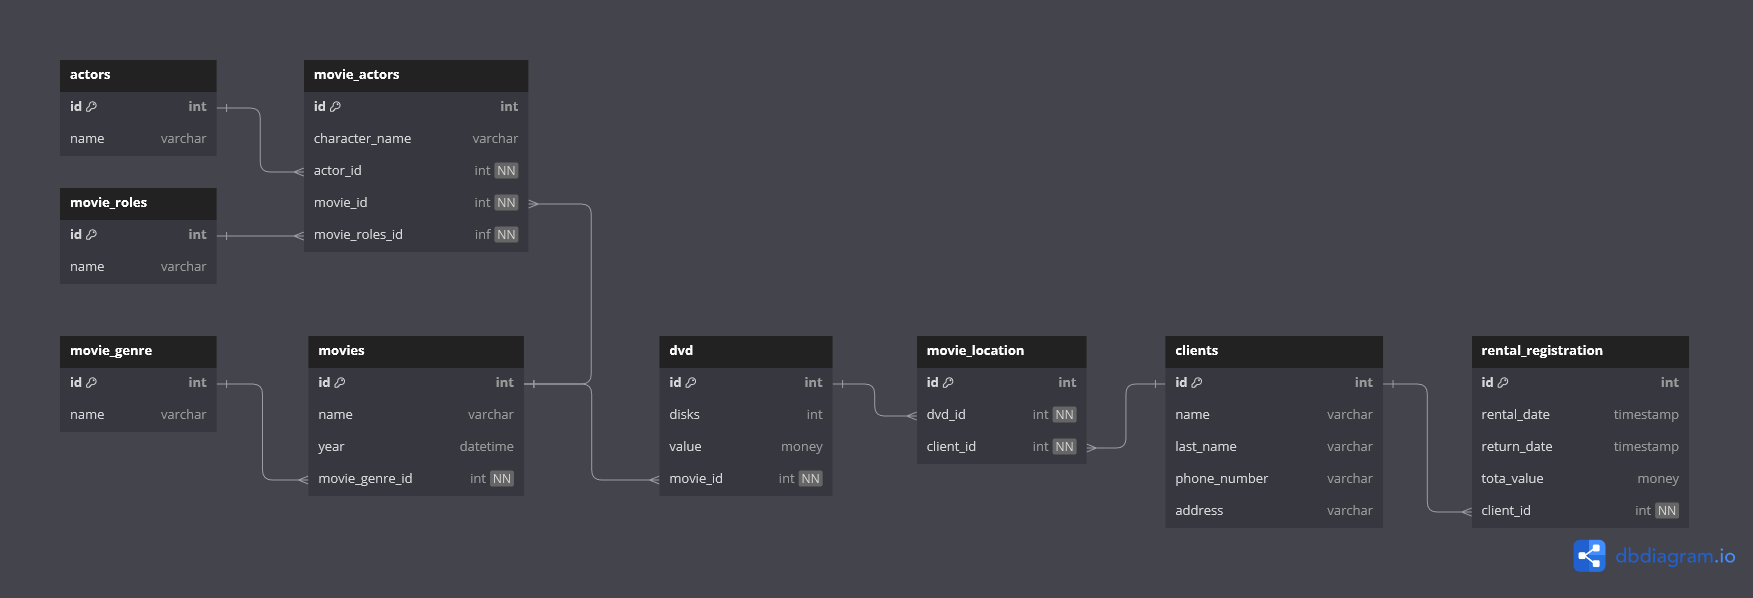 actors
id int
name varchar
movie_actors
id int
character_name varchar
actor_id int NN
movie_id int NN
movie_roles_id inf NN
movie_roles
id int
name varchar
movie_genre
id int
name varchar
movies
id int
name varchar
year datetime
movie_genre_id int NN
dvd
id int
disks int
value money
movie_id int NN
movie_location
id int
dvd_id int NN
client_id int NN
clients
id int
name varchar
last_name varchar
phone_number varchar
address varchar
rental_registration
id int
rental_date timestamp
return_date timestamp
tota_value money
client_id int NN
dbdiagram.io